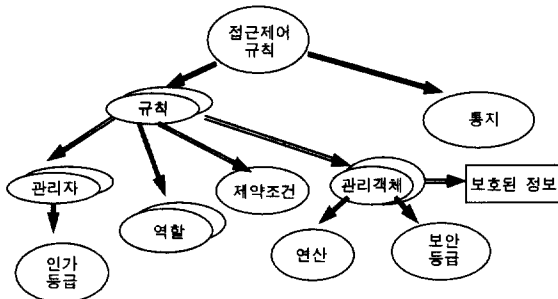 접근제어
규칙
규칙
통지
관리자
역할
제약조건
관리객체
보호된 정보
인가
등급
연산
보안
등급